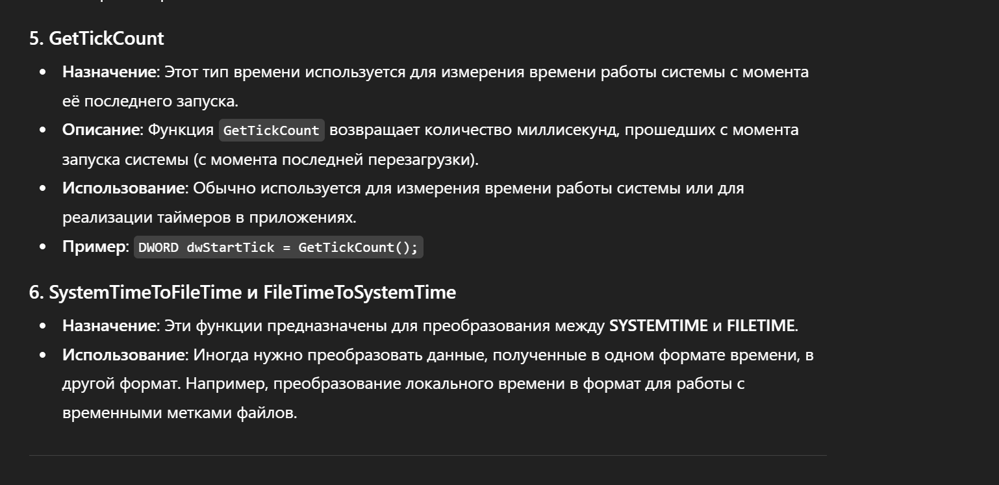 5. GetTickCount
• Назначение: Этот тип времени используется для измерения времени работы системы с момента
её последнего запуска.
• Описание: Функция GetTickCount возвращает количество миллисекунд, прошедших с момента
запуска системы (с момента последней перезагрузки).
• Использование: Обычно используется для измерения времени работы системы или для
реализации таймеров в приложениях.
• Пример: DWORD dwStartTick = GetTickCount();
6. SystemTimeToFileTime и FileTimeToSystemTime
• Назначение: Эти функции предназначены для преобразования между SYSTEMTIME и FILETIME.
• Использование: Иногда нужно преобразовать данные, полученные в одном формате времени, в
другой формат. Например, преобразование локального времени в формат для работы с
временными метками файлов.